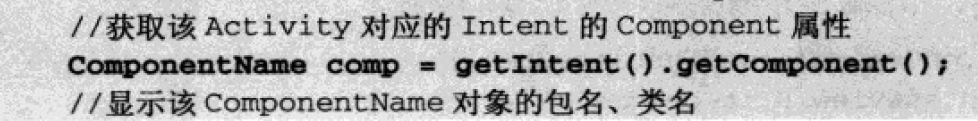 //获取该 Activity 对应的 Intent 的 Component 属性
ComponentName comp = getIntent().getComponent();
//显示该 ComponentName 对象的包名、类名